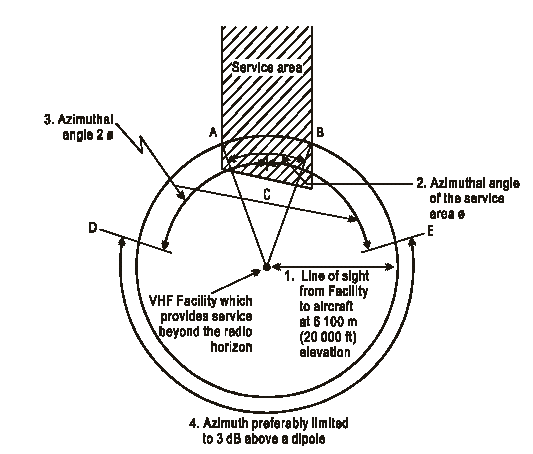 Service area
3. Azimuthal
angle 2 ø
A
B
C
2. Azimuthal angle
of the service
area ø
D
E
1. Line of sight
from Facility
to aircraft
at 6 100 m
(20 000 ft)
elevation
VHF Facility which
provides service
beyond the radio
horizon
4. Azimuth preferably limited
to 3 dB above a dipole